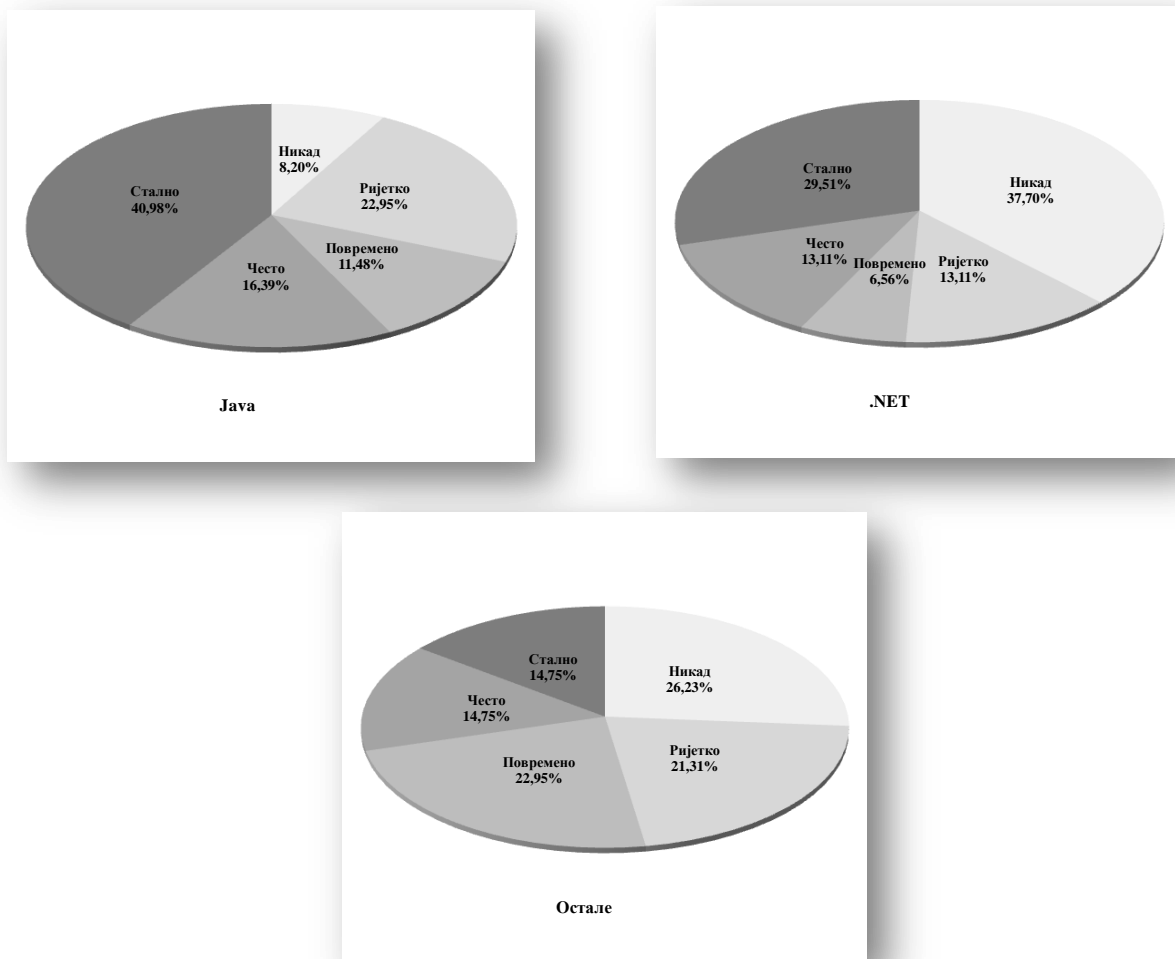 Никад
8,20%
Ријетко
22,95%
Повремено
11,48%
Често
16,39%
Стално
40,98%
Java
Никад
37,70%
Ријетко
13,11%
Повремено
6,56%
Често
13,11%
Стално
29,51%
.NET
Никад
26,23%
Ријетко
21,31%
Повремено
22,95%
Често
14,75%
Стално
14,75%
Остале